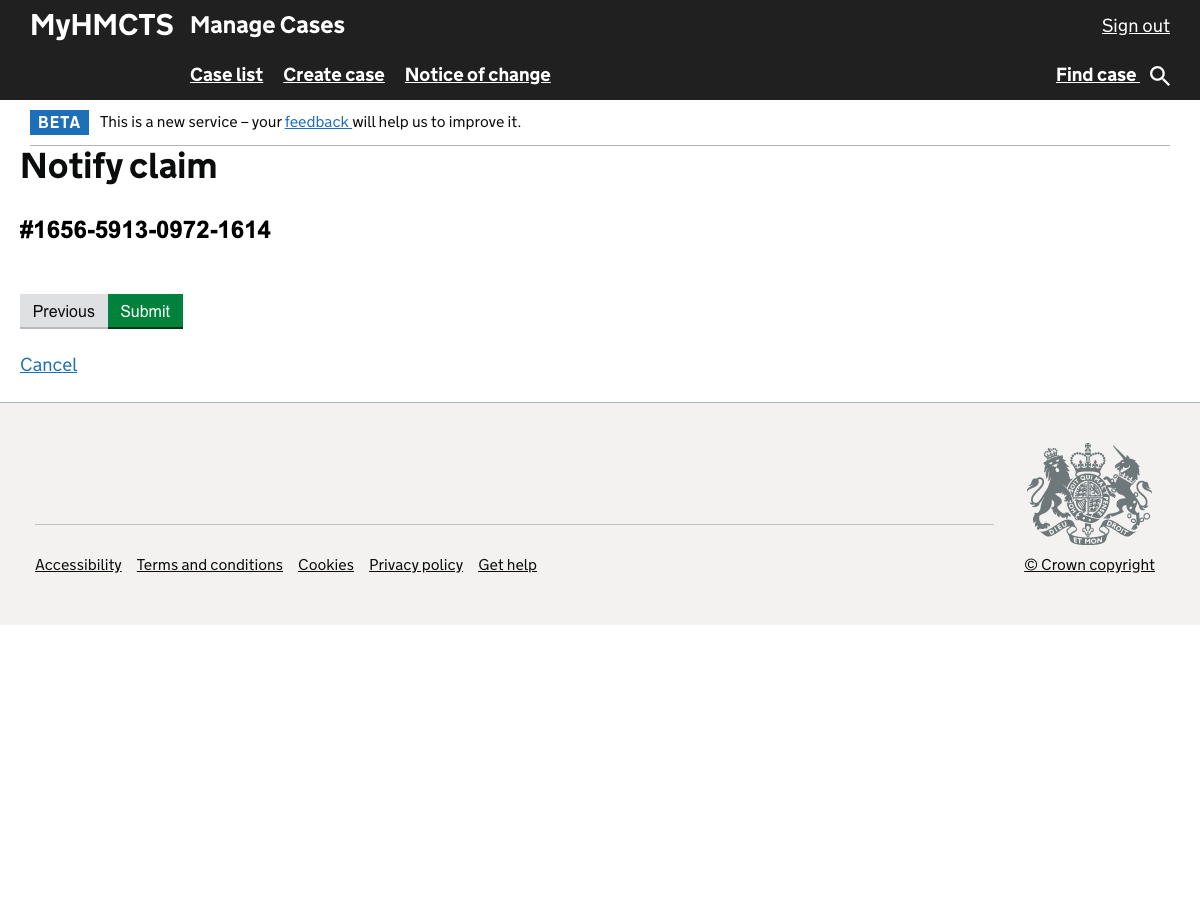 MyHMCTS Manage Cases Sign out
Case list Create case Notice of change Find case
BETA This is a new service – your feedback will help us to improve it.
Notify claim
#1656-5913-0972-1614
Previous Submit
Cancel
DIEU ET MON DROIT
Accessibility Terms and conditions Cookies Privacy policy Get help © Crown copyright